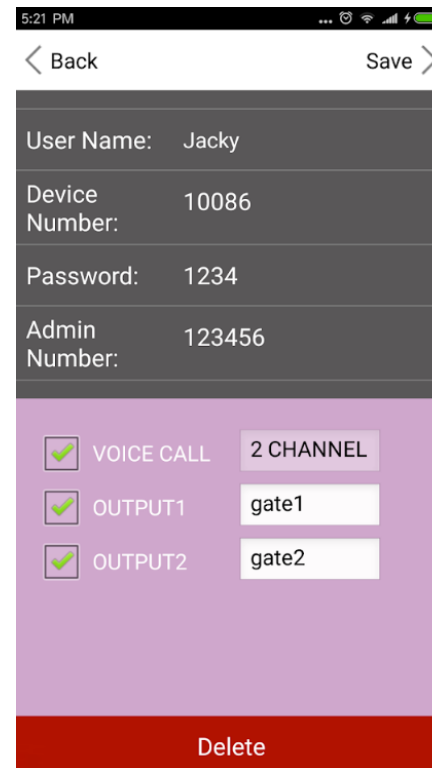 5:21 PM ...
Back Save
User Name: Jacky
Device
Number: 10086
Password: 1234
Admin
Number: 123456
VOICE CALL 2 CHANNEL
OUTPUT1 gate1
OUTPUT2 gate2
Delete